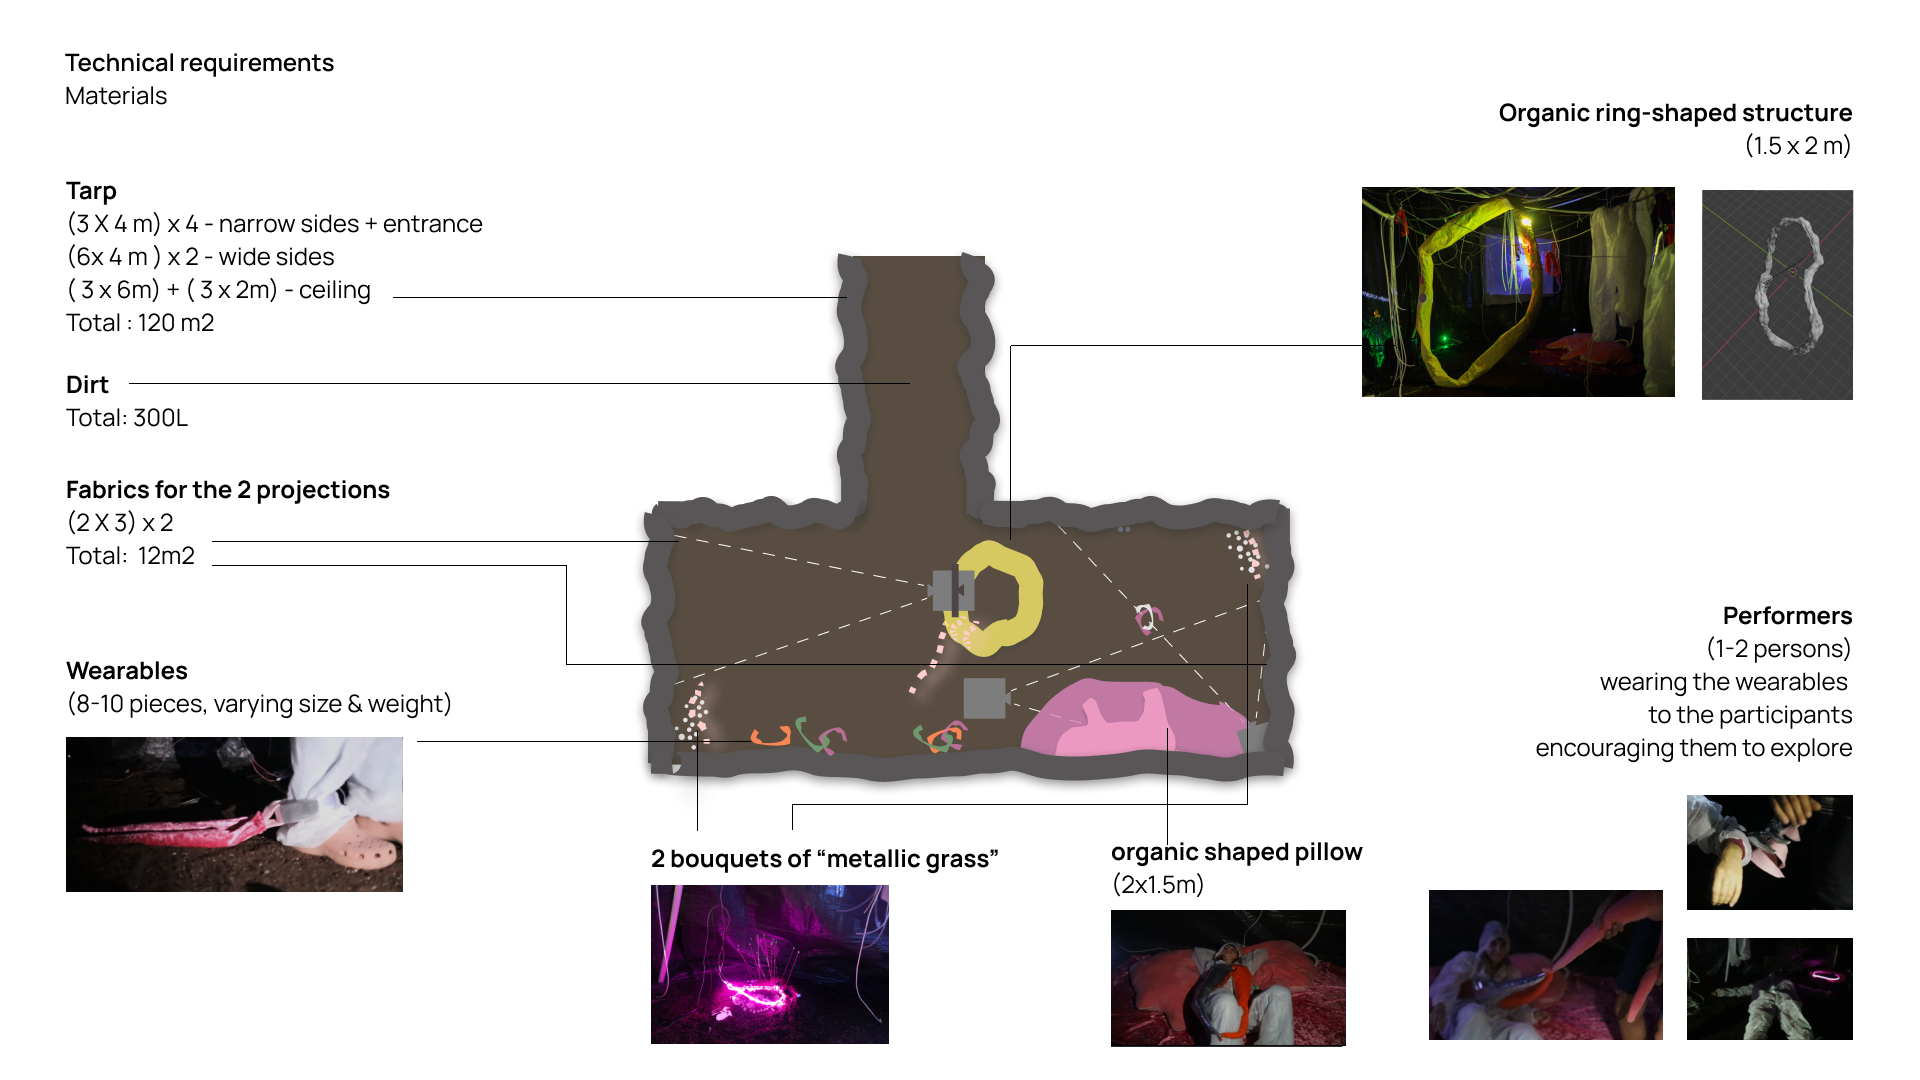 Technical requirements
Materials
Organic ring-shaped structure
(1.5 x 2 m)
Tarp
(3 X 4 m) x 4 - narrow sides + entrance
(6x 4 m ) x 2 - wide sides
( 3 x 6m) + ( 3 x 2m) - ceiling
Total : 120 m2
Dirt
Total: 300L
Fabrics for the 2 projections
(2 X 3) x 2
Total:  12m2
Wearables
(8-10 pieces, varying size & weight)
Performers
(1-2 persons)
wearing the wearables
to the participants
encouraging them to explore
2 bouquets of “metallic grass”
organic shaped pillow
(2x1.5m)